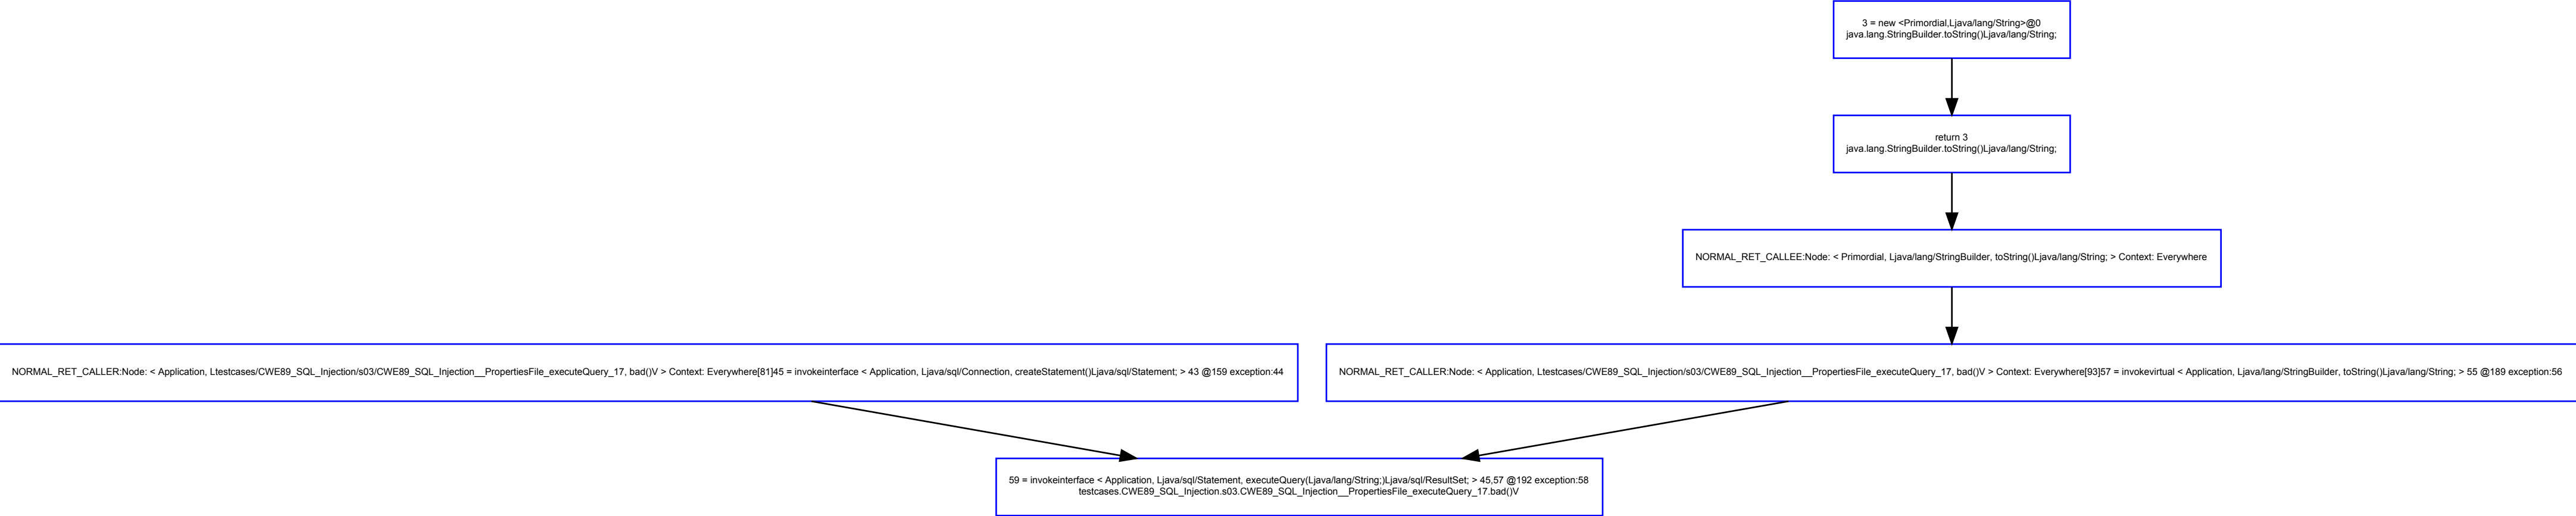 3 = new <Primordial,Ljava/lang/String>@0
java.lang.StringBuilder.toString()Ljava/lang/String;
return 3
java.lang.StringBuilder.toString()Ljava/lang/String;
NORMAL_RET_CALLEE:Node: < Primordial, Ljava/lang/StringBuilder, toString()Ljava/lang/String; > Context: Everywhere
NORMAL_RET_CALLER:Node: < Application, Ltestcases/CWE89_SQL_Injection/s03/CWE89_SQL_Injection__PropertiesFile_executeQuery_17, bad()V > Context: Everywhere[81]45 = invokeinterface < Application, Ljava/sql/Connection, createStatement()Ljava/sql/Statement; > 43 @159 exception:44
NORMAL_RET_CALLER:Node: < Application, Ltestcases/CWE89_SQL_Injection/s03/CWE89_SQL_Injection__PropertiesFile_executeQuery_17, bad()V > Context: Everywhere[93]57 = invokevirtual < Application, Ljava/lang/StringBuilder, toString()Ljava/lang/String; > 55 @189 exception:56
59 = invokeinterface < Application, Ljava/sql/Statement, executeQuery(Ljava/lang/String;)Ljava/sql/ResultSet; > 45,57 @192 exception:58
testcases.CWE89_SQL_Injection.s03.CWE89_SQL_Injection__PropertiesFile_executeQuery_17.bad()V